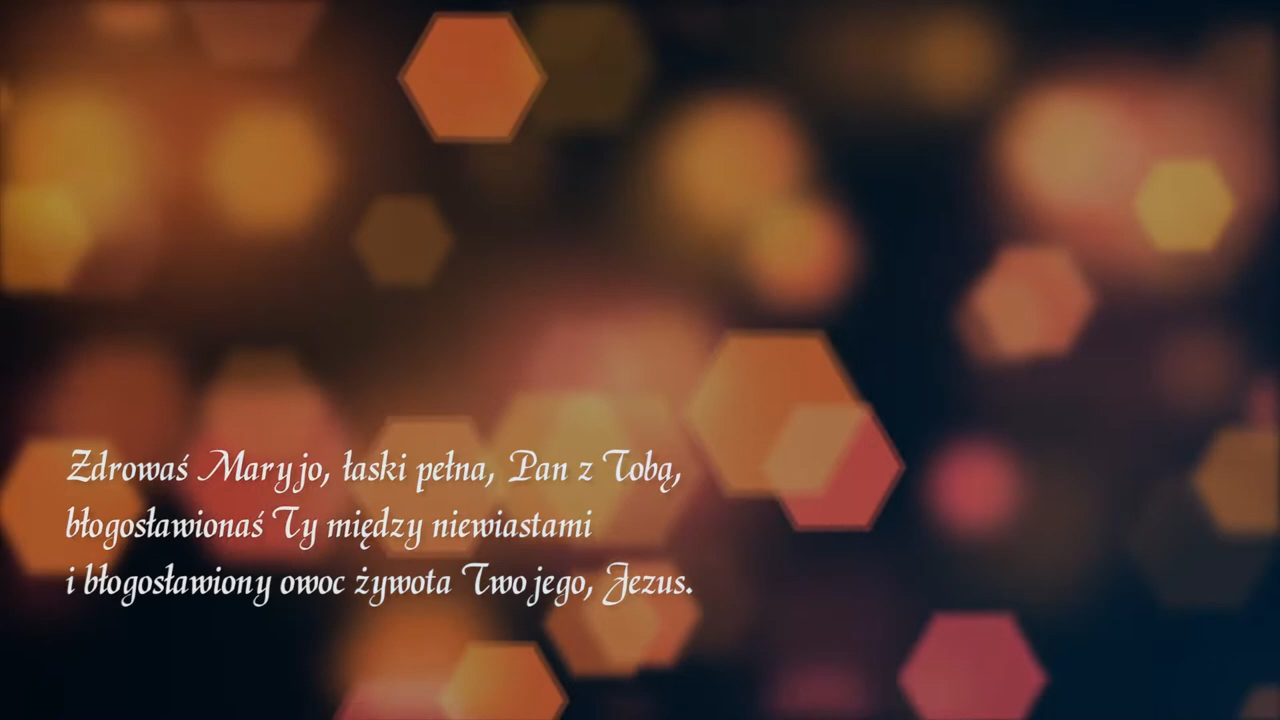 Zdrowaś Maryjo, łaski pełna, Pan z Tobą,
błogosławionaś Ty między niewiastami
i błogosławiony owoc żywota Twojego, Jezus.